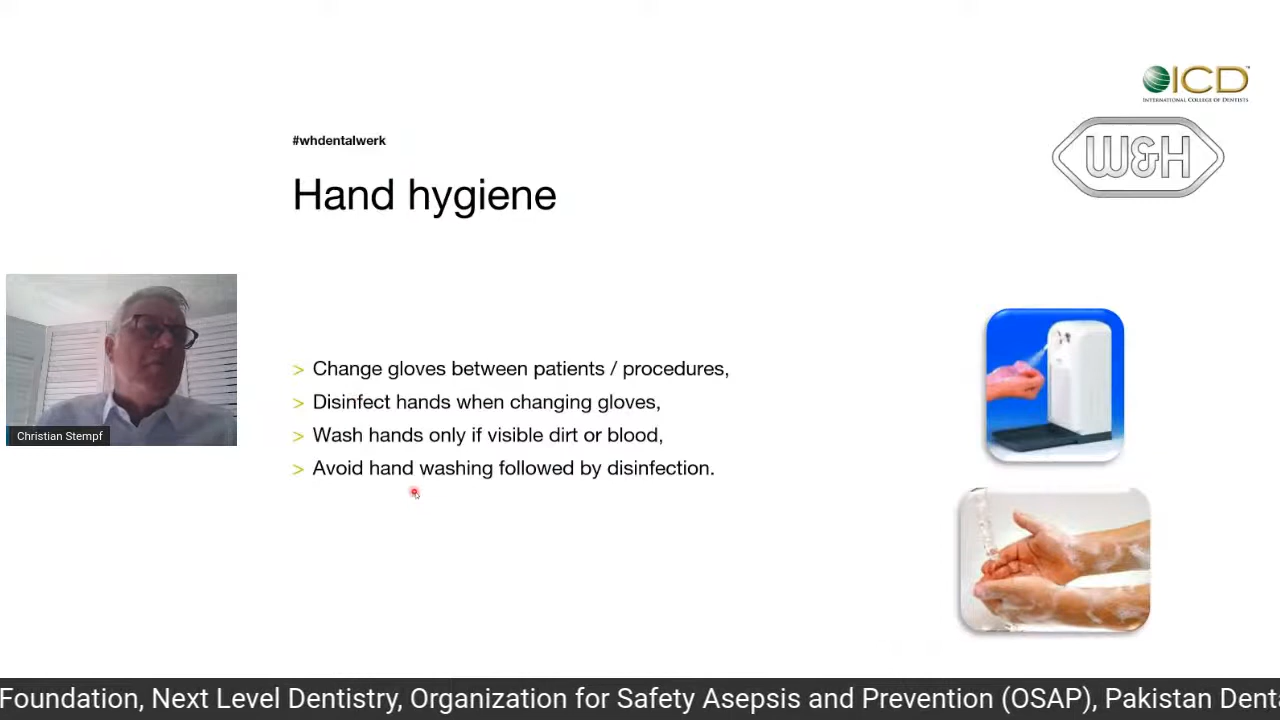 ICD
INTERNATIONAL COLLEGE OF DENTISTS
W&H
#whdentalwerk
Hand hygiene
Christian Stempf
> Change gloves between patients / procedures,
> Disinfect hands when changing gloves,
> Wash hands only if visible dirt or blood,
> Avoid hand washing followed by disinfection.
Foundation, Next Level Dentistry, Organization for Safety Asepsis and Prevention (OSAP), Pakistan Dent